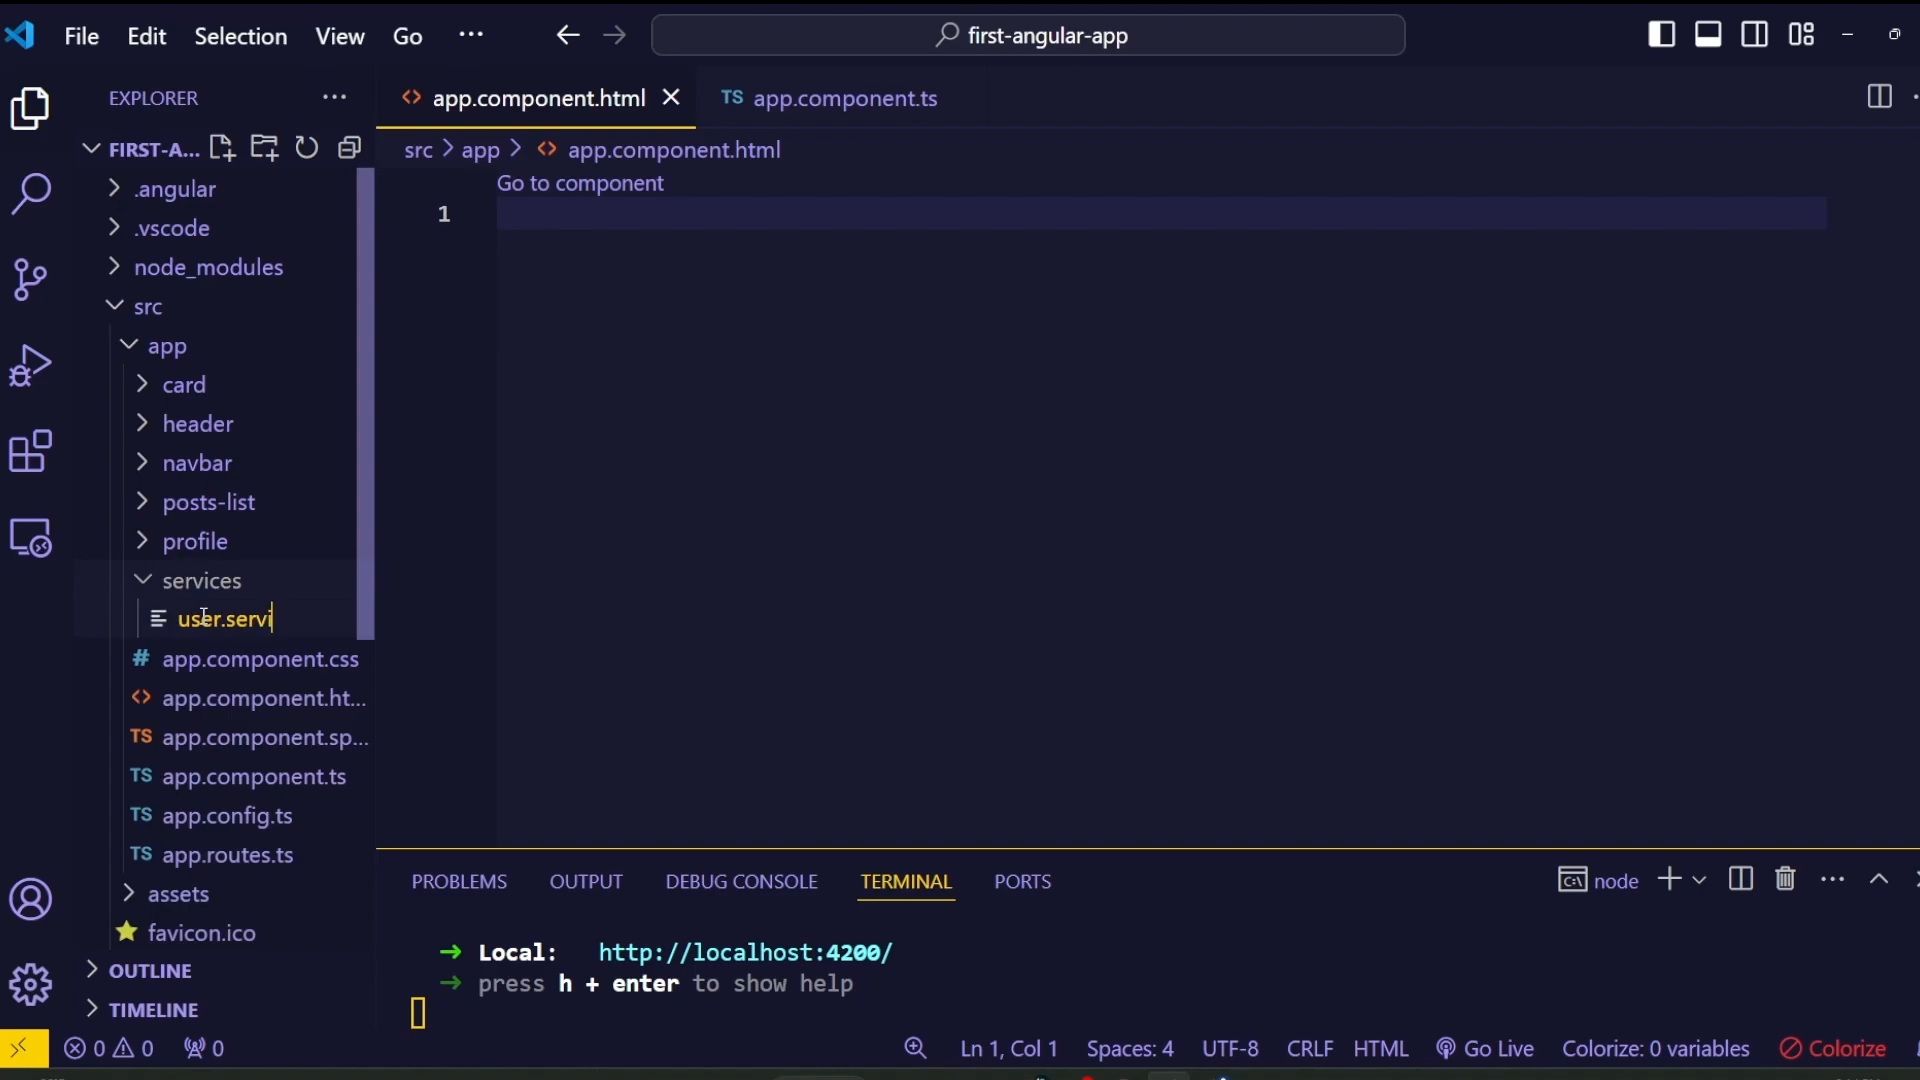 File Edit Selection View Go ··· first-angular-app
EXPLORER ···
app.component.html
TS app.component.ts
FIRST-A...
src > app > <> app.component.html
Go to component
1
.angular
.vscode
node_modules
src
app
card
header
navbar
posts-list
profile
services
user.servi
# app.component.css
<> app.component.ht...
TS app.component.sp...
TS app.component.ts
TS app.config.ts
TS app.routes.ts
assets
favicon.ico
OUTLINE
TIMELINE
PROBLEMS OUTPUT DEBUG CONSOLE TERMINAL PORTS
node
➜ Local: http://localhost:4200/
➜ press h + enter to show help
0 0 0
Ln 1, Col 1 Spaces: 4 UTF-8 CRLF HTML Go Live Colorize: 0 variables Colorize